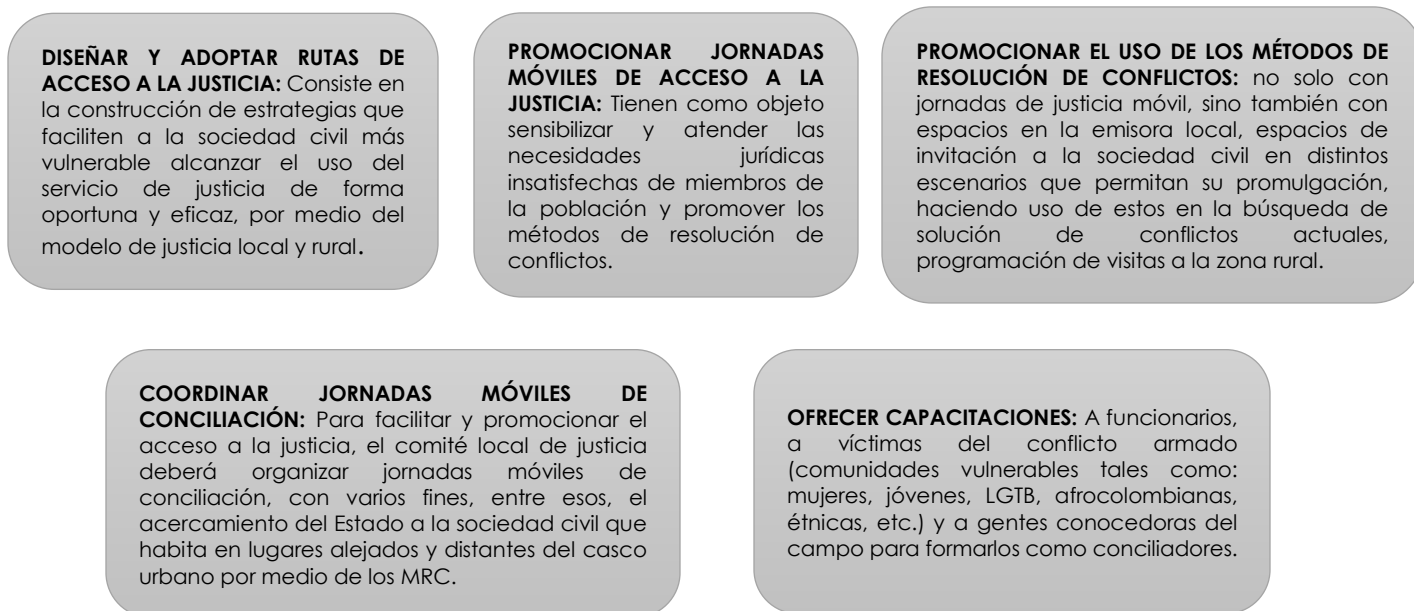 DISEÑAR Y ADOPTAR RUTAS DE
ACCESO A LA JUSTICIA: Consiste en
la construcción de estrategias que
faciliten a la sociedad civil más
vulnerable alcanzar el uso del
servicio de justicia de forma
oportuna y eficaz, por medio del
modelo de justicia local y rural.
PROMOCIONAR JORNADAS
MÓVILES DE ACCESO A LA
JUSTICIA: Tienen como objeto
sensibilizar y atender las
necesidades jurídicas
insatisfechas de miembros de
la población y promover los
métodos de resolución de
conflictos.
PROMOCIONAR EL USO DE LOS MÉTODOS DE
RESOLUCIÓN DE CONFLICTOS: no solo con
jornadas de justicia móvil, sino también con
espacios en la emisora local, espacios de
invitación a la sociedad civil en distintos
escenarios que permitan su promulgación,
haciendo uso de estos en la búsqueda de
solución de conflictos actuales,
programación de visitas a la zona rural.
COORDINAR JORNADAS MÓVILES DE
CONCILIACIÓN: Para facilitar y promocionar el
acceso a la justicia, el comité local de justicia
deberá organizar jornadas móviles de
conciliación, con varios fines, entre esos, el
acercamiento del Estado a la sociedad civil que
habita en lugares alejados y distantes del casco
urbano por medio de los MRC.
OFRECER CAPACITACIONES: A funcionarios,
a víctimas del conflicto armado
(comunidades vulnerables tales como:
mujeres, jóvenes, LGTB, afrocolombianas,
étnicas, etc.) y a gentes conocedoras del
campo para formarlos como conciliadores.